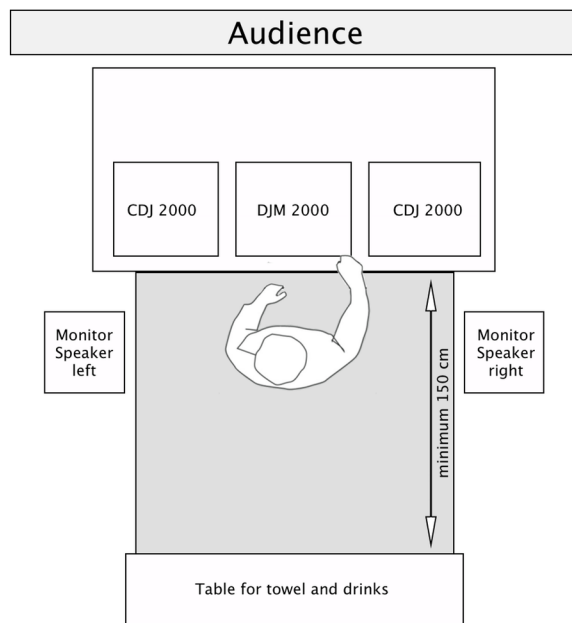 Audience
CDJ 2000
DJM 2000
CDJ 2000
Monitor
Speaker
left
Monitor
Speaker
right
minimum 150 cm
Table for towel and drinks